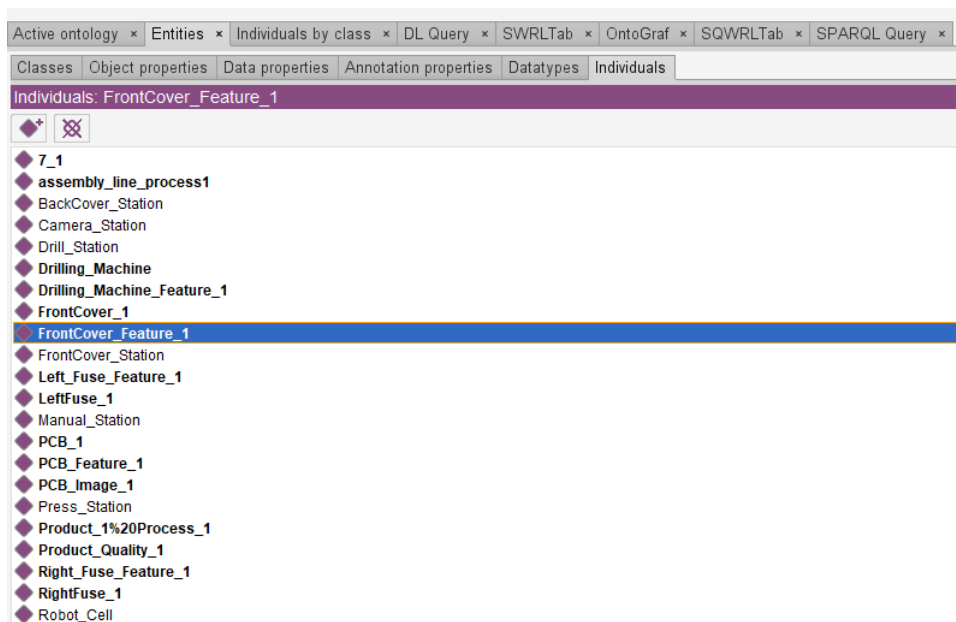 Active ontology × Entities × Individuals by class × DL Query × SWRLTab × OntoGraf × SQWRLTab × SPARQL Query ×
Classes Object properties Data properties Annotation properties Datatypes Individuals
Individuals: FrontCover_Feature_1
7_1
assembly_line_process1
BackCover_Station
Camera_Station
Drill_Station
Drilling_Machine
Drilling_Machine_Feature_1
FrontCover_1
FrontCover_Feature_1
FrontCover_Station
Left_Fuse_Feature_1
LeftFuse_1
Manual_Station
PCB_1
PCB_Feature_1
PCB_Image_1
Press_Station
Product_1%20Process_1
Product_Quality_1
Right_Fuse_Feature_1
RightFuse_1
Robot_Cell